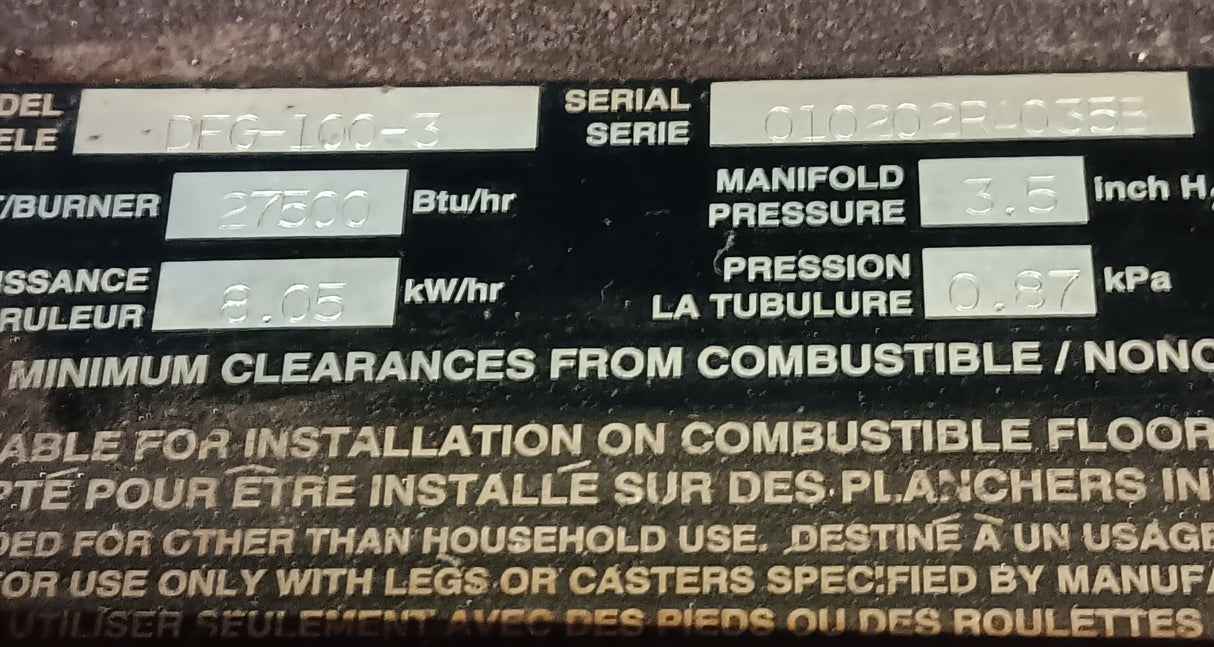 DEL DFG-100-3 SERIAL 010202RA035B
ELE SERIE
/BURNER 27500 Btu/hr MANIFOLD PRESSURE 3.5 inch H
ISSANCE RULEUR 8.05 kW/hr PRESSION LA TUBULURE 0.87 kPa
MINIMUM CLEARANCES FROM COMBUSTIBLE / NONC
ABLE FOR INSTALLATION ON COMBUSTIBLE FLOOR
PTÉ POUR ÊTRE INSTALLÉ SUR DES PLANCHERS IN
DED FOR OTHER THAN HOUSEHOLD USE. DESTINÉ À UN USAGE
OR USE ONLY WITH LEGS OR CASTERS SPECIFIED BY MANUFA
UTILISER SEULEMENT AVEC DES PIEDS OU DES ROULETTES